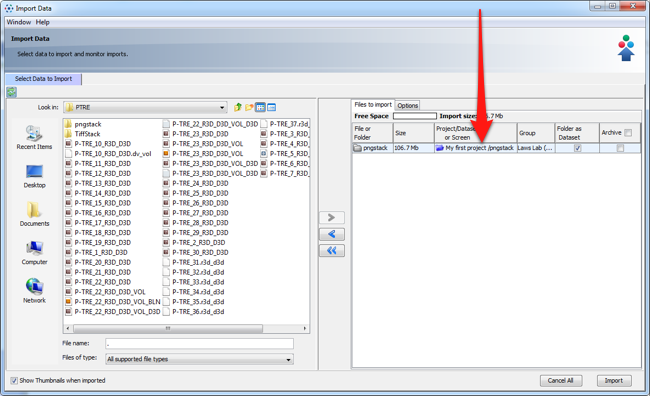 Import Data
Window Help
Import Data
Select data to import and monitor imports.
Select Data to Import
Look in: PTRE
Recent Items
Desktop
Documents
Computer
Network
pngstack
TiffStack
P-TRE_10_R3D_D3D
P-TRE_10_R3D_D3D.dv_vol
P-TRE_11_R3D_D3D
P-TRE_12_R3D_D3D
P-TRE_13_R3D_D3D
P-TRE_14_R3D_D3D
P-TRE_15_R3D_D3D
P-TRE_16_R3D_D3D
P-TRE_17_R3D_D3D
P-TRE_18_R3D_D3D
P-TRE_19_R3D_D3D
P-TRE_1_R3D_D3D
P-TRE_20_R3D_D3D
P-TRE_21_R3D_D3D
P-TRE_22_R3D_D3D
P-TRE_22_R3D_D3D_VOL
P-TRE_22_R3D_D3D_VOL_BLN
P-TRE_22_R3D_D3D_VOL_D3D
P-TRE_22_R3D_D3D_VOL_D3D
P-TRE_23_R3D_D3D
P-TRE_23_R3D_D3D_VOL
P-TRE_23_R3D_D3D_VOL
P-TRE_23_R3D_D3D_VOL_D3D
P-TRE_23_R3D_D3D_VOL_D3D
P-TRE_24_R3D_D3D
P-TRE_25_R3D_D3D
P-TRE_26_R3D_D3D
P-TRE_27_R3D_D3D
P-TRE_28_R3D_D3D
P-TRE_29_R3D_D3D
P-TRE_2_R3D_D3D
P-TRE_30_R3D_D3D
P-TRE_31.r3d_d3d
P-TRE_32.r3d_d3d
P-TRE_33.r3d_d3d
P-TRE_34.r3d_d3d
P-TRE_35.r3d_d3d
P-TRE_36.r3d_d3d
P-TRE_37.r3d
P-TRE_3_R3D_
P-TRE_4_R3D_
P-TRE_5_R3D_
P-TRE_6_R3D_
P-TRE_7_R3D_
File name: .
Files of type: All supported file types
Files to import Options
Free Space Import size: 6.7 Mb
File or Folder Size Project/Dataset or Screen Group Folder as Dataset Archive
pngstack 106.7 Mb My first project /pngstack Laws Lab (...
Show Thumbnails when imported
Cancel All Import